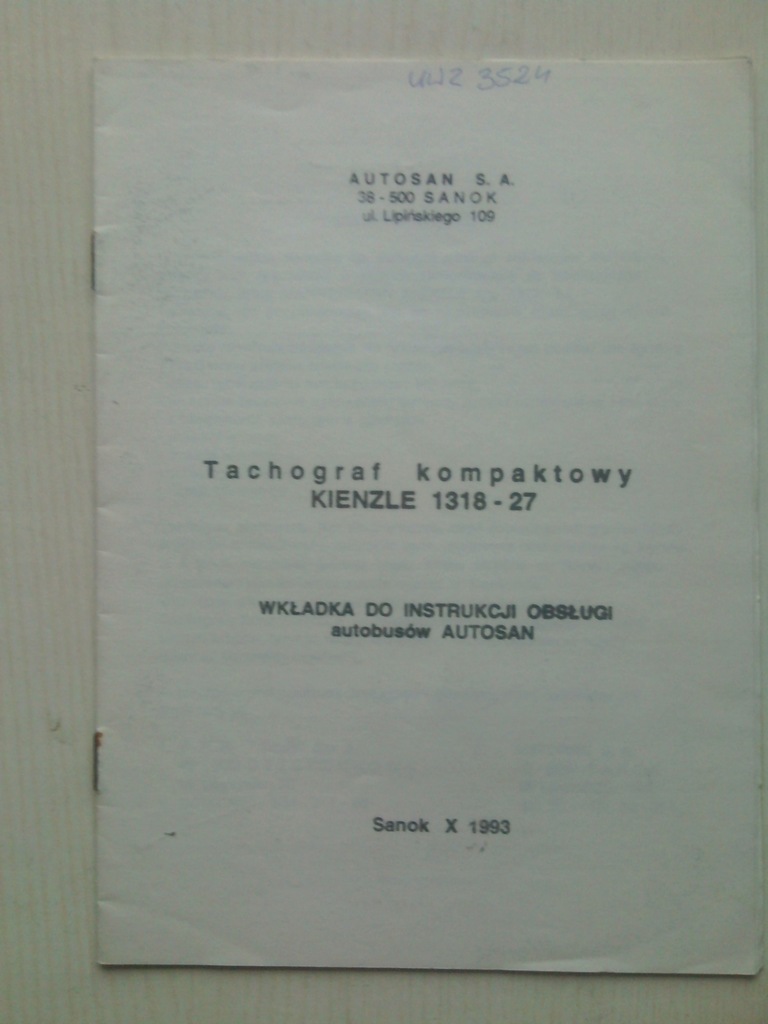 UWZ 3524
AUTOSAN S. A.
38 - 500 SANOK
ul. Lipińskiego 109
Tachograf kompaktowy
KIENZLE 1318 - 27
WKŁADKA DO INSTRUKCJI OBSŁUGI
autobusów AUTOSAN
Sanok X 1993